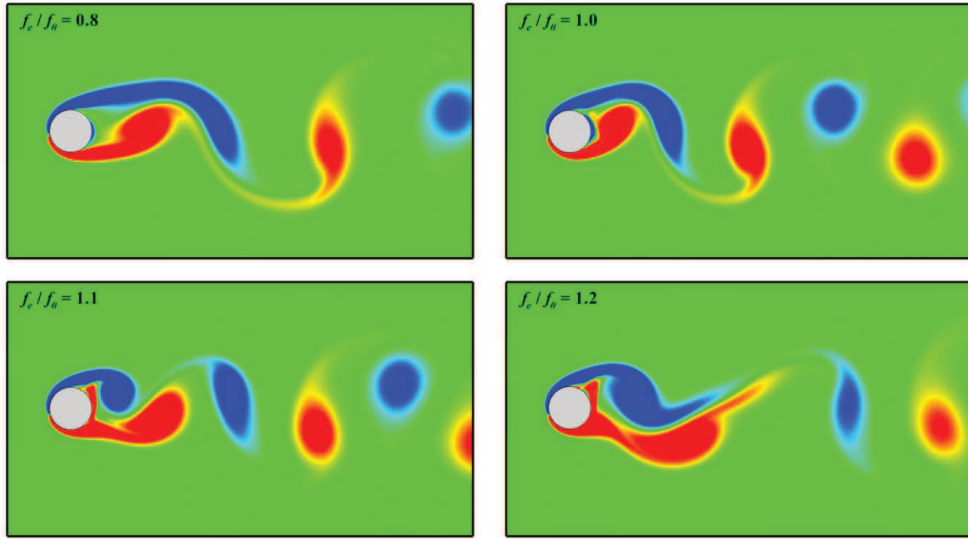 f_e / f_0 = 0.8
f_e / f_0 = 1.0
f_e / f_0 = 1.1
f_e / f_0 = 1.2